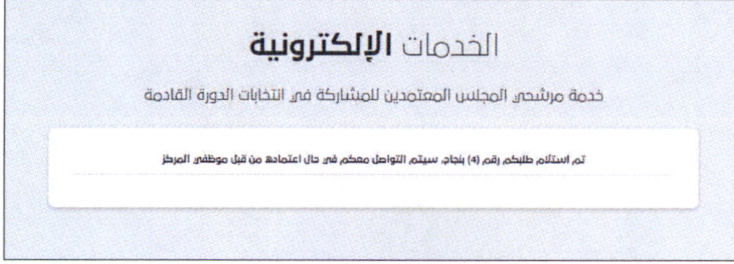 الخدمات الإلكترونية
خدمة مرشحي المجلس المعتمدين للمشاركة في انتخابات الدورة القادمة
تم استلام طلبكم رقم (4) بنجاح، سيتم التواصل معكم في حال اعتماده من قبل موظفي المركز